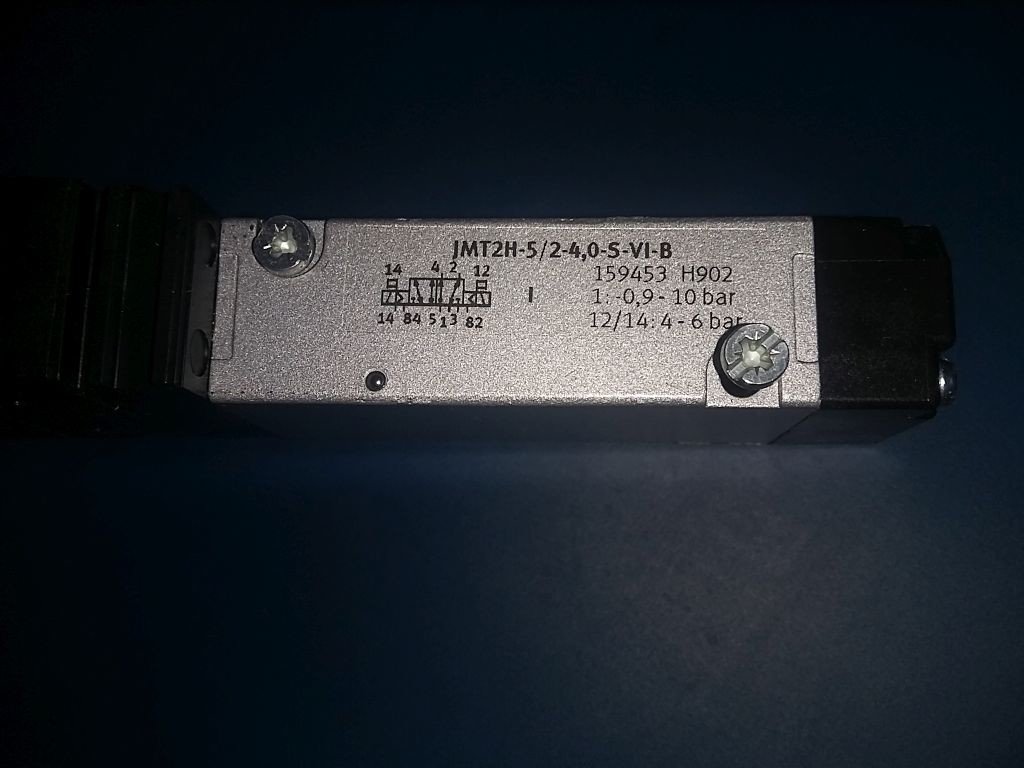 JMT2H-5/2-4,0-S-VI-B
14 4 2 12
14 84 5 1 3 82
I
159453 H902
1: -0,9 - 10 bar
12/14: 4 - 6 bar